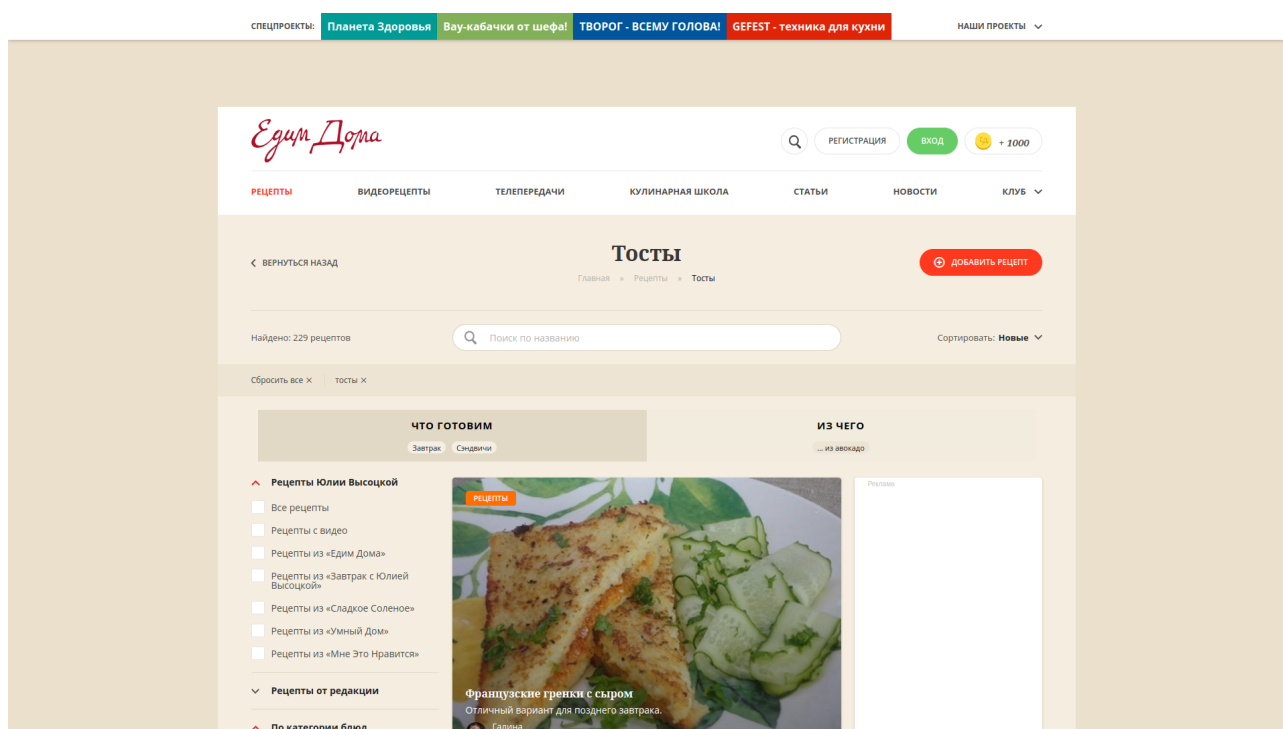 СПЕЦПРОЕКТЫ: Планета Здоровья Вау-кабачки от шефа! ТВОРОГ - ВСЕМУ ГОЛОВА! GEFEST - техника для кухни НАШИ ПРОЕКТЫ
Едим Дома
РЕГИСТРАЦИЯ ВХОД + 1000
РЕЦЕПТЫ ВИДЕОРЕЦЕПТЫ ТЕЛЕПЕРЕДАЧИ КУЛИНАРНАЯ ШКОЛА СТАТЬИ НОВОСТИ КЛУБ
ВЕРНУТЬСЯ НАЗАД
Тосты
Главная » Рецепты » Тосты
ДОБАВИТЬ РЕЦЕПТ
Найдено: 229 рецептов
Поиск по названию
Сортировать: Новые
Сбросить все × тосты ×
ЧТО ГОТОВИМ
Завтрак Сэндвичи
ИЗ ЧЕГО
... из авокадо
Рецепты Юлии Высоцкой
Все рецепты
Рецепты с видео
Рецепты из «Едим Дома»
Рецепты из «Завтрак с Юлией
Высоцкой»
Рецепты из «Сладкое Соленое»
Рецепты из «Умный Дом»
Рецепты из «Мне Это Нравится»
Рецепты от редакции
По категории блюд
РЕЦЕПТЫ
Французские гренки с сыром
Отличный вариант для позднего завтрака.
Галина
Реклама